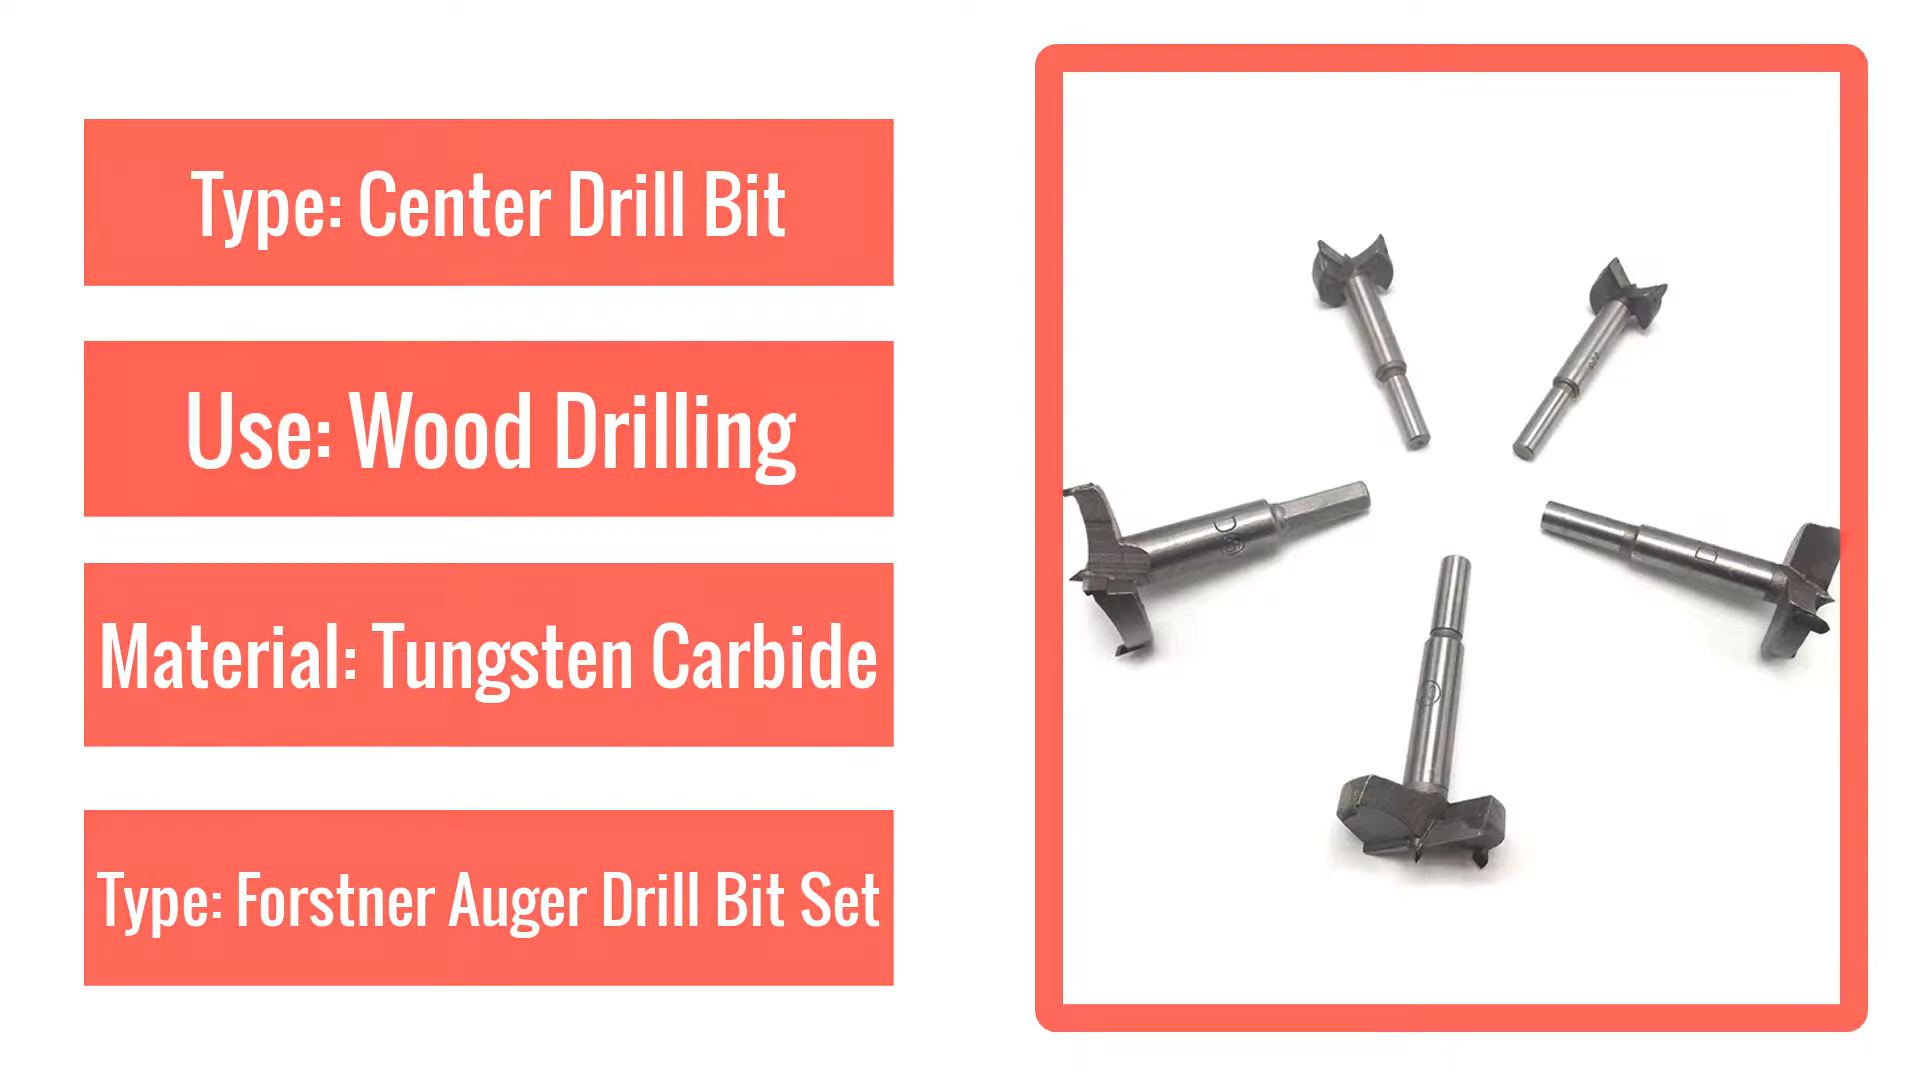 Type: Center Drill Bit
Use: Wood Drilling
Material: Tungsten Carbide
Type: Forstner Auger Drill Bit Set